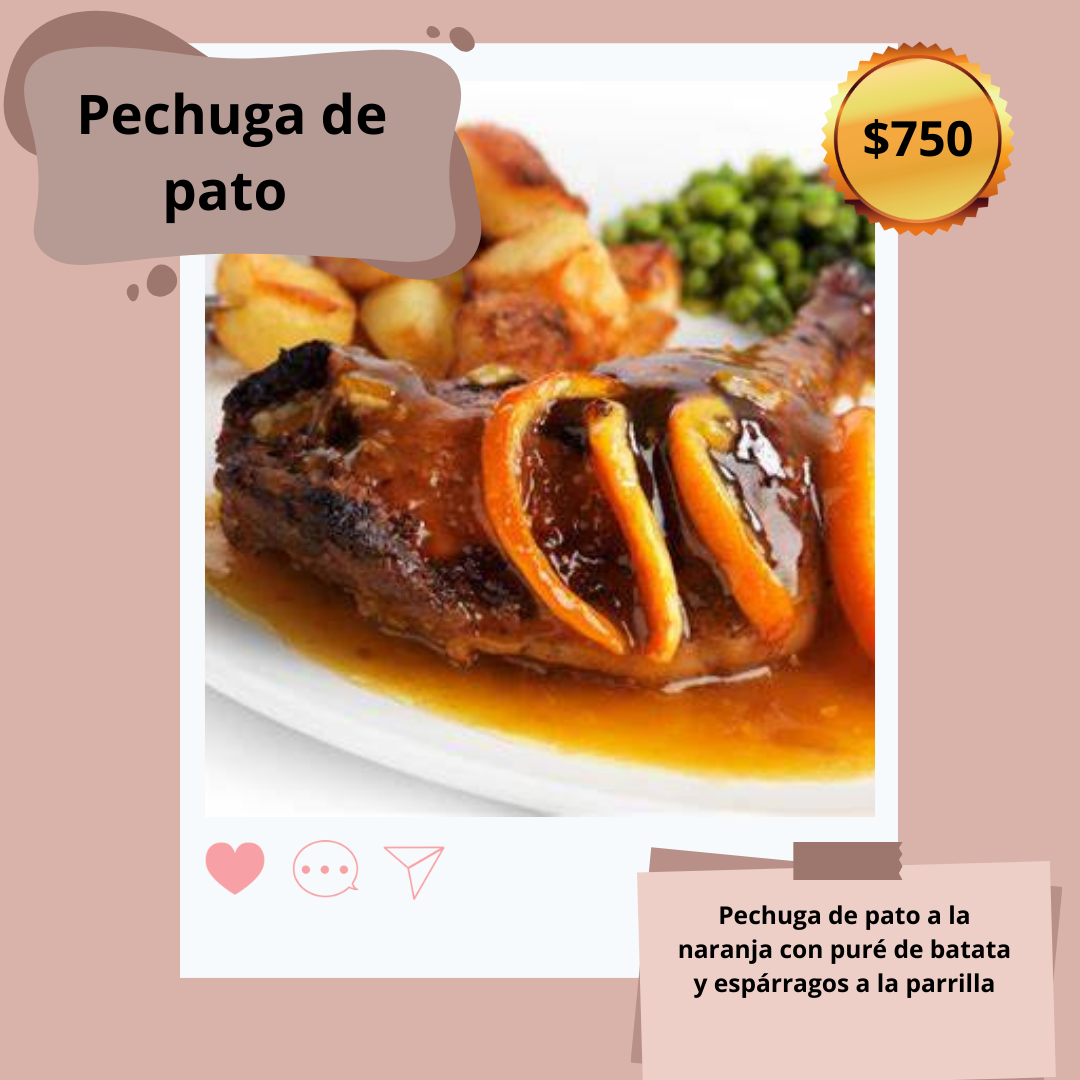 Pechuga de
pato
$750
Pechuga de pato a la
naranja con puré de batata
y espárragos a la parrilla